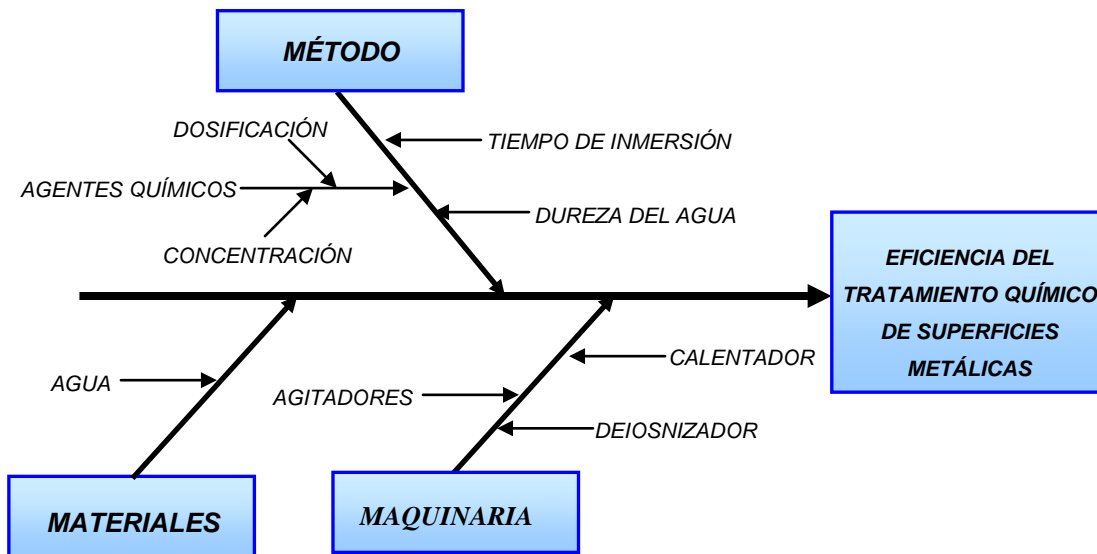 MÉTODO
DOSIFICACIÓN
TIEMPO DE INMERSIÓN
AGENTES QUÍMICOS
DUREZA DEL AGUA
CONCENTRACIÓN
EFICIENCIA DEL
TRATAMIENTO QUÍMICO
DE SUPERFICIES
METÁLICAS
CALENTADOR
AGUA
AGITADORES
DEIOSNIZADOR
MATERIALES
MAQUINARIA